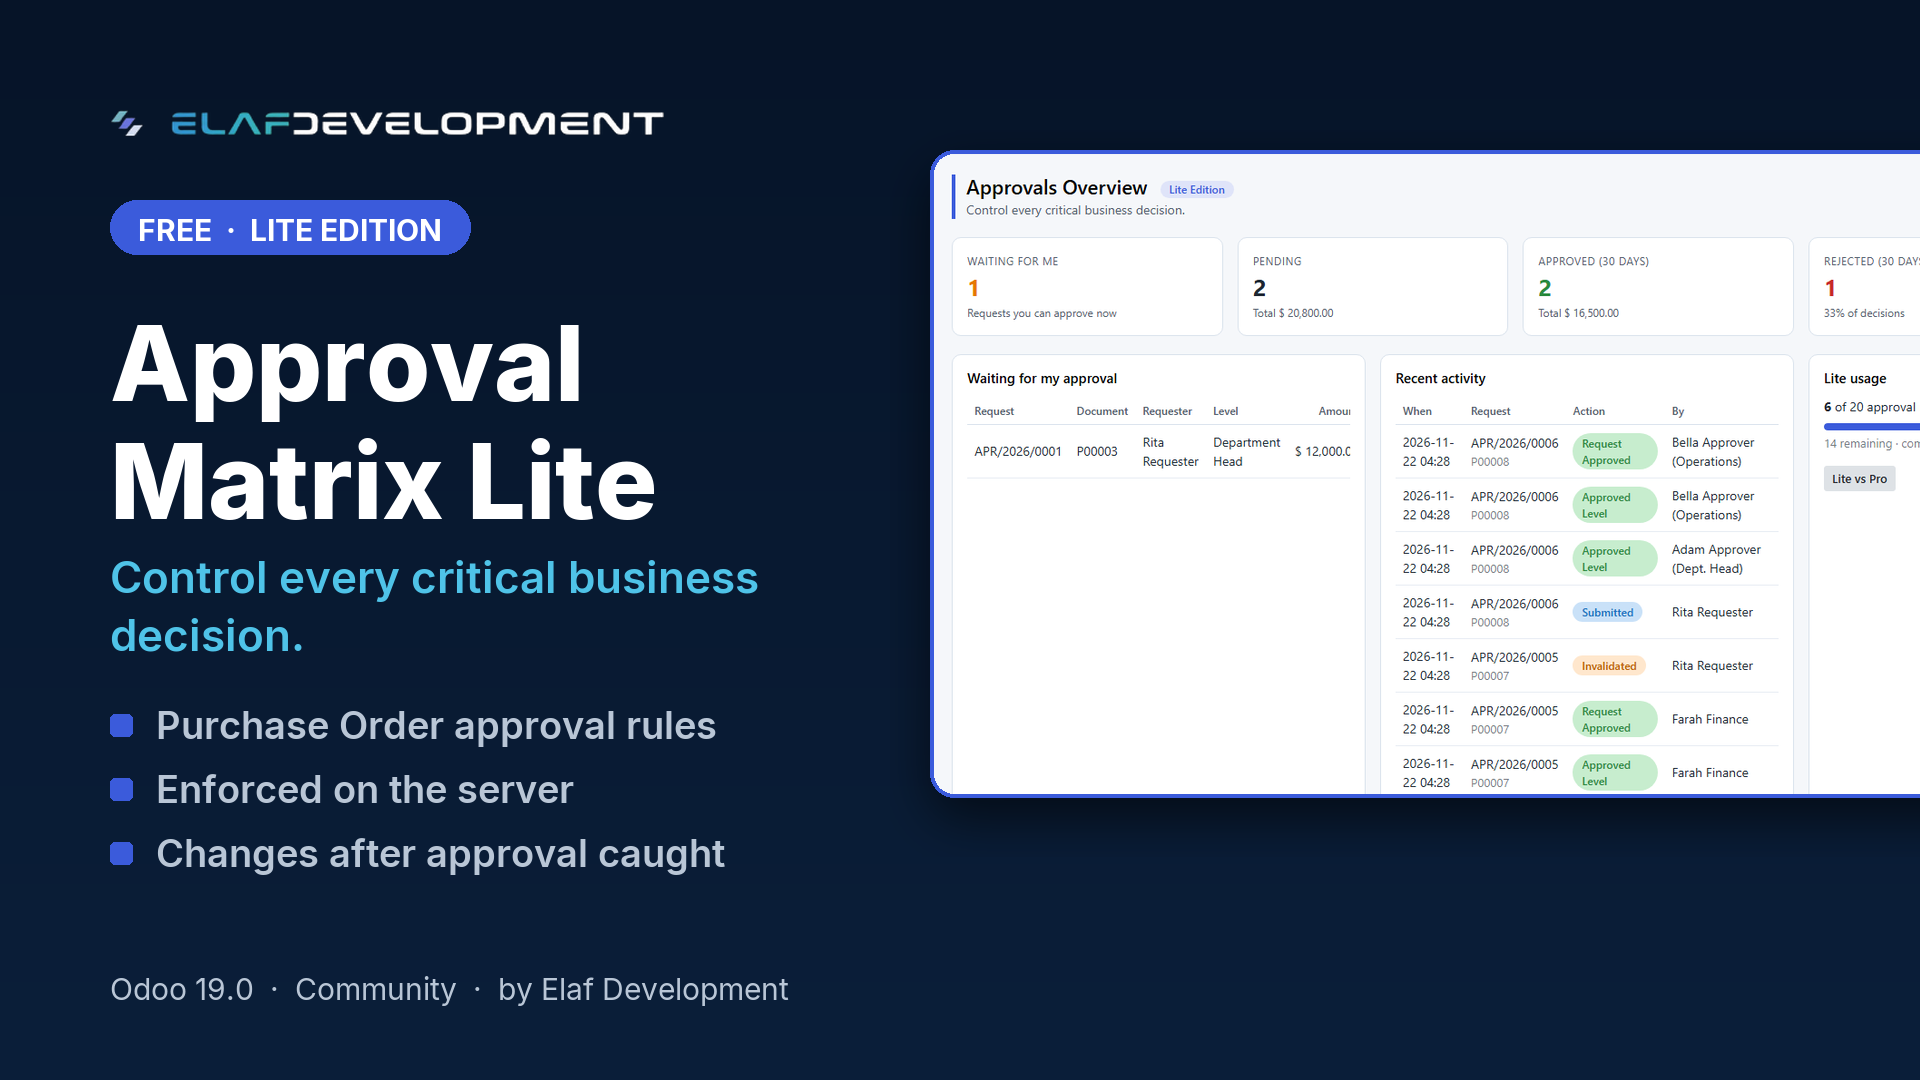 ELAFDEVELOPMENT
FREE · LITE EDITION
Approval
Matrix Lite
Control every critical business
decision.
Purchase Order approval rules
Enforced on the server
Changes after approval caught
Odoo 19.0 · Community · by Elaf Development
Approvals Overview Lite Edition
Control every critical business decision.
WAITING FOR ME
1
Requests you can approve now
PENDING
2
Total $ 20,800.00
APPROVED (30 DAYS)
2
Total $ 16,500.00
REJECTED (30 DAYS
1
33% of decisions
Waiting for my approval
Request Document Requester Level Amou
APR/2026/0001 P00003 Rita Requester Department Head $ 12,000.0
Recent activity
When Request Action By
2026-11-22 04:28 APR/2026/0006 P00008 Request Approved Bella Approver (Operations)
2026-11-22 04:28 APR/2026/0006 P00008 Approved Level Bella Approver (Operations)
2026-11-22 04:28 APR/2026/0006 P00008 Approved Level Adam Approver (Dept. Head)
2026-11-22 04:28 APR/2026/0006 P00008 Submitted Rita Requester
2026-11-22 04:28 APR/2026/0005 P00007 Invalidated Rita Requester
2026-11-22 04:28 APR/2026/0005 P00007 Request Approved Farah Finance
2026-11-22 04:28 APR/2026/0005 P00007 Approved Level Farah Finance
Lite usage
6 of 20 approval
14 remaining · com
Lite vs Pro